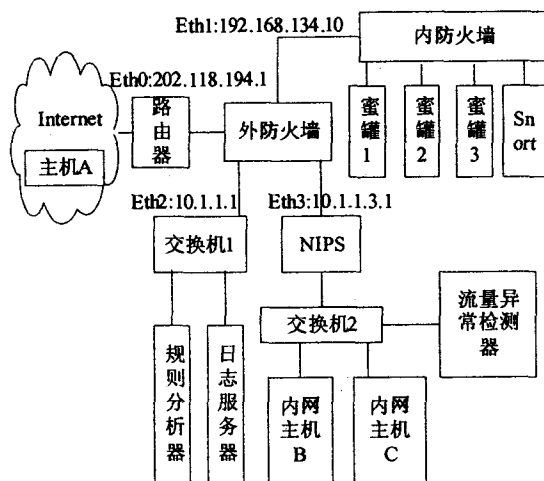 Eth1:192.168.134.10
内防火墙
Eth0:202.118.194.1
Internet
主机A
路由器
外防火墙
蜜罐1
蜜罐2
蜜罐3
Sn
ort
Eth2:10.1.1.1
Eth3:10.1.1.3.1
交换机1
NIPS
流量异
常检测
器
交换机2
规则分析器
日志服务器
内网
主机
B
内网
主机
C